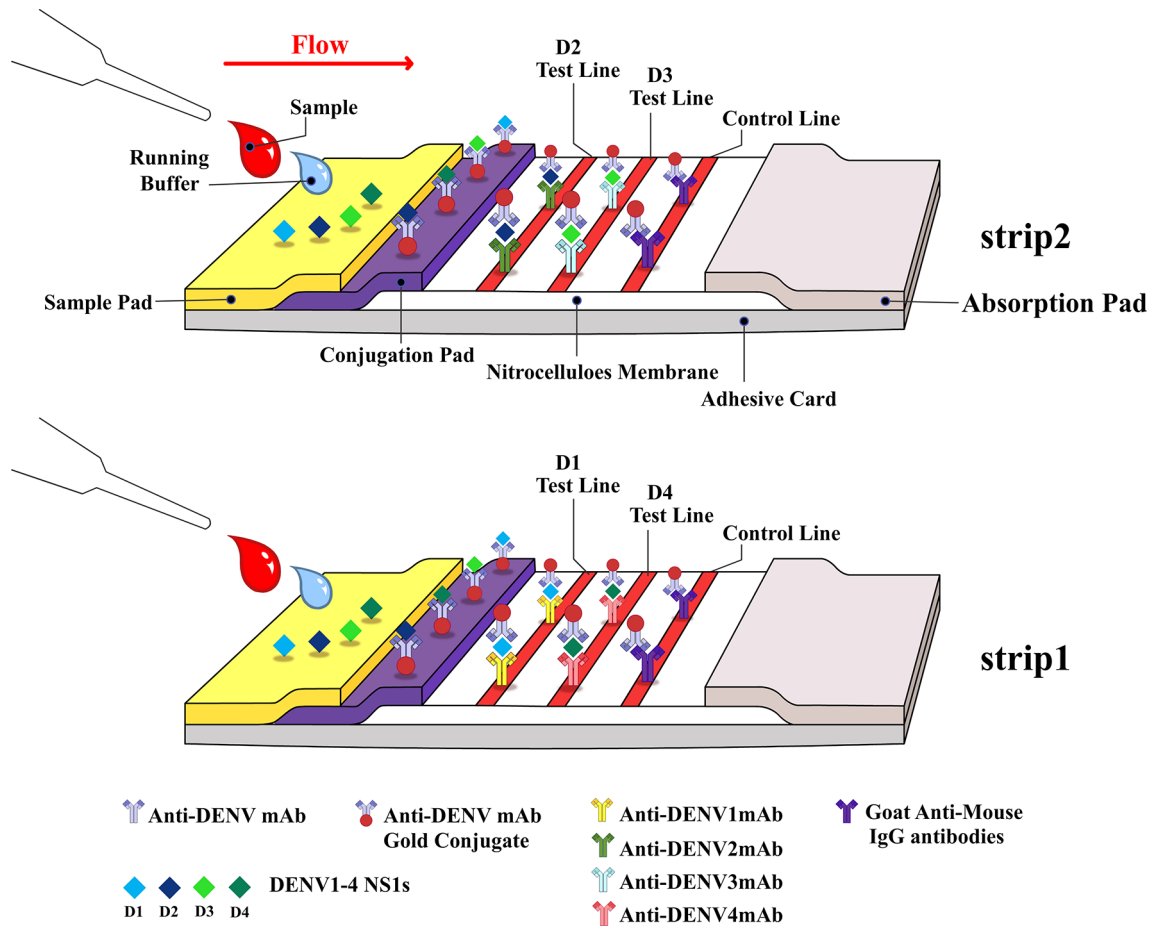 Flow
D2
Test Line
D3
Test Line
Control Line
Sample
Running
Buffer
strip2
Sample Pad
Absorption Pad
Conjugation Pad
Nitrocelluloes Membrane
Adhesive Card
D1
Test Line
D4
Test Line
Control Line
strip1
Anti-DENV mAb
Anti-DENV mAb
Gold Conjugate
Anti-DENV1mAb
Anti-DENV2mAb
Anti-DENV3mAb
Anti-DENV4mAb
Goat Anti-Mouse
IgG antibodies
DENV1-4 NS1s
D1 D2 D3 D4